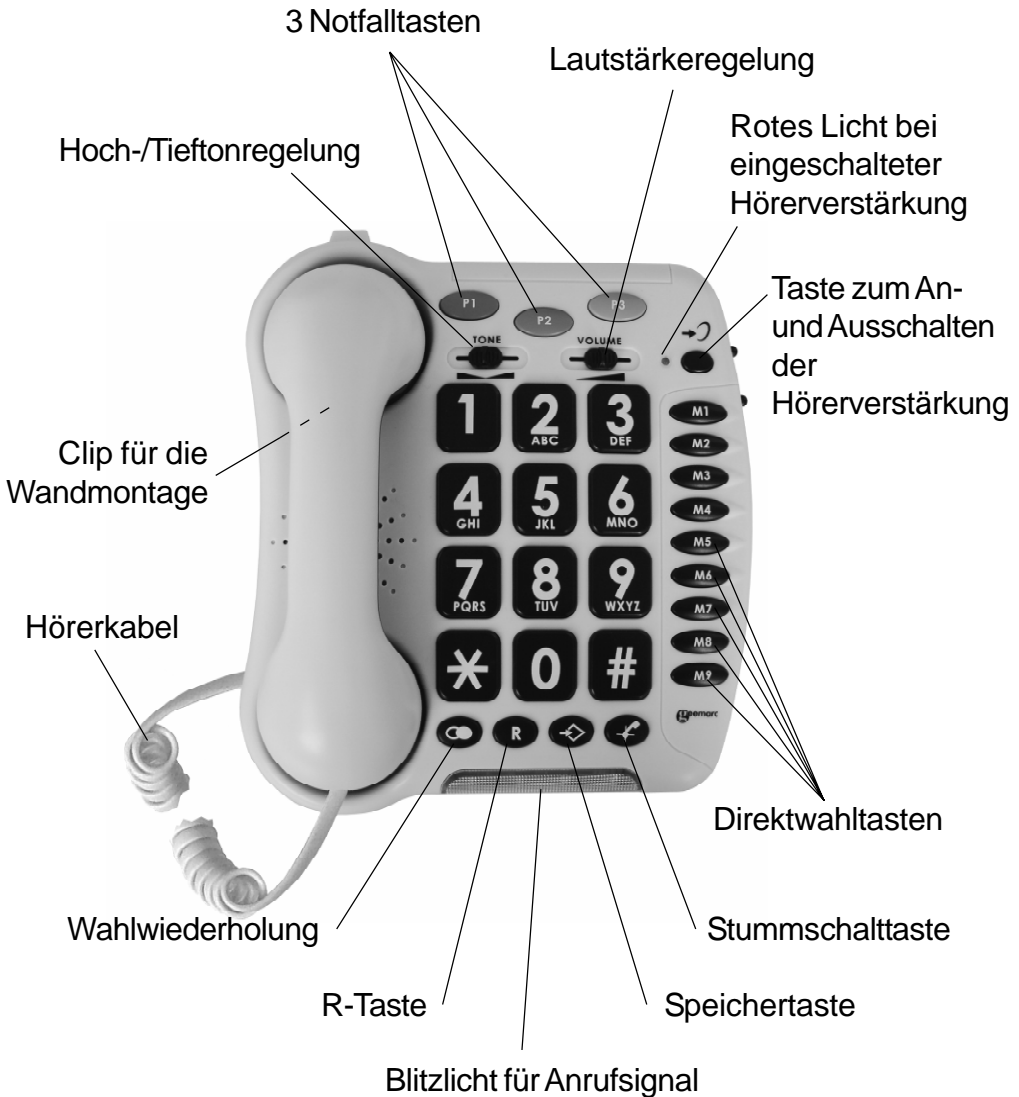 3 Notfalltasten
Lautstärkeregelung
Rotes Licht bei
eingeschalteter
Hörerverstärkung
Hoch-/Tieftonregelung
Taste zum An-
und Ausschalten
der
Hörerverstärkung
P1
P2
P3
TONE
VOLUME
Clip für die
Wandmontage
1
2
ABC
3
DEF
4
GHI
5
JKL
6
MNO
7
PQRS
8
TUV
9
WXYZ
*
0
#
R
M1
M2
M3
M4
M5
M6
M7
M8
M9
geemarc
Hörerkabel
Direktwahltasten
Wahlwiederholung
Stummschalttaste
R-Taste
Speichertaste
Blitzlicht für Anrufsignal